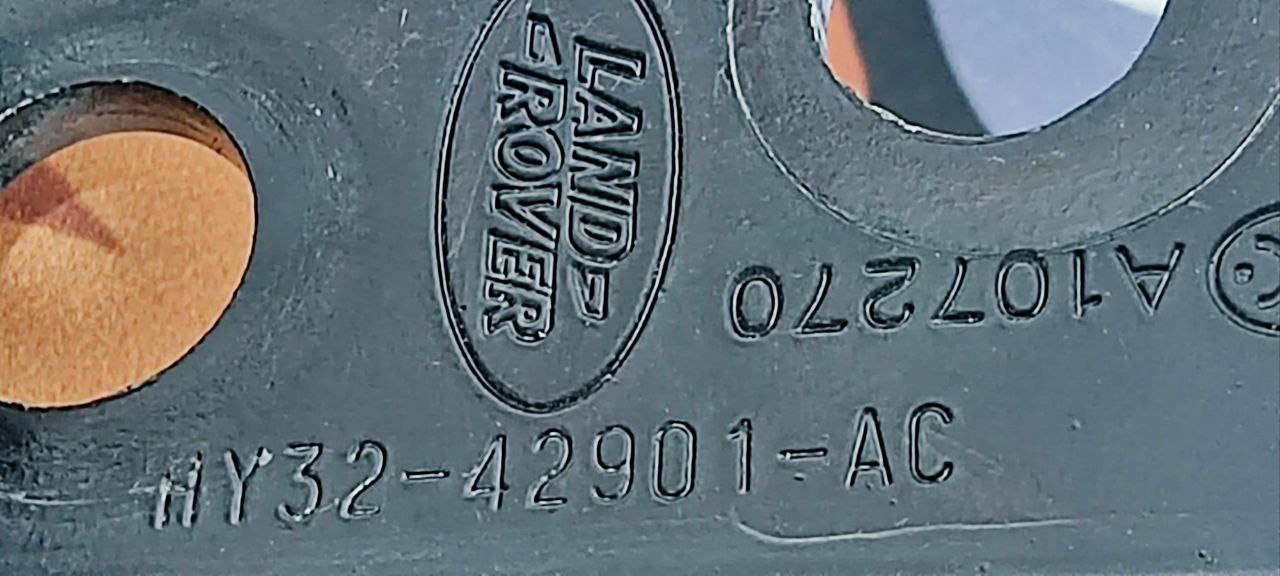 LAND
ROVER
A107270
HY32-42901-AC